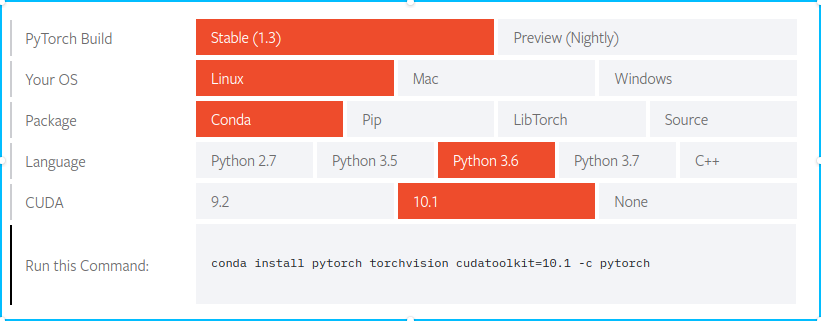 PyTorch Build Stable (1.3) Preview (Nightly)
Your OS Linux Mac Windows
Package Conda Pip LibTorch Source
Language Python 2.7 Python 3.5 Python 3.6 Python 3.7 C++
CUDA 9.2 10.1 None
Run this Command: conda install pytorch torchvision cudatoolkit=10.1 -c pytorch